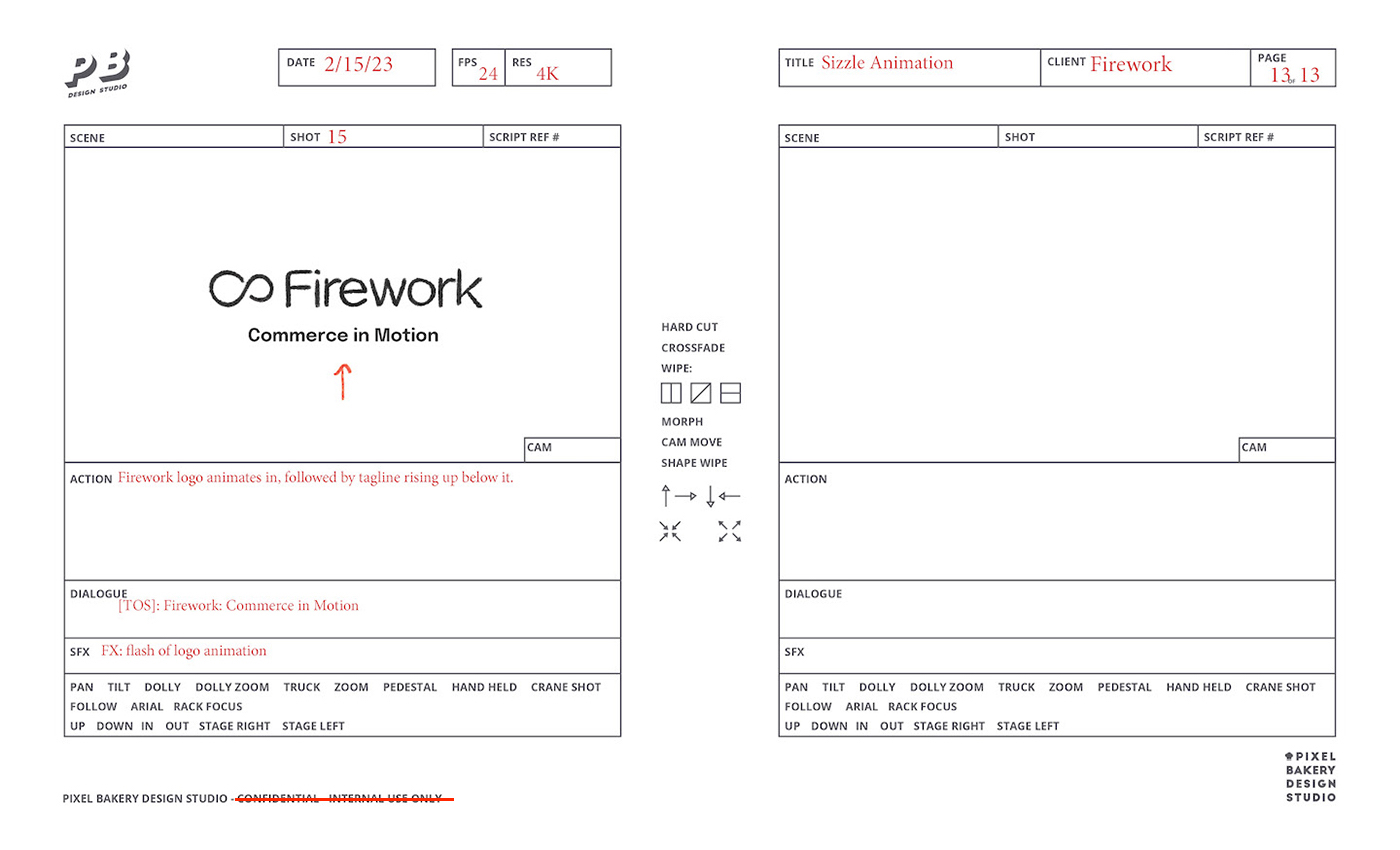 PB
DESIGN STUDIO
DATE 2/15/23
FPS 24 RES 4K
TITLE Sizzle Animation
CLIENT Firework
PAGE
13 OF 13
SCENE SHOT 15 SCRIPT REF #
Firework
Commerce in Motion
CAM
ACTION Firework logo animates in, followed by tagline rising up below it.
DIALOGUE
[TOS]: Firework: Commerce in Motion
SFX FX: flash of logo animation
PAN TILT DOLLY DOLLY ZOOM TRUCK ZOOM PEDESTAL HAND HELD CRANE SHOT
FOLLOW ARIAL RACK FOCUS
UP DOWN IN OUT STAGE RIGHT STAGE LEFT
HARD CUT
CROSSFADE
WIPE:
MORPH
CAM MOVE
SHAPE WIPE
SCENE SHOT SCRIPT REF #
CAM
ACTION
DIALOGUE
SFX
PAN TILT DOLLY DOLLY ZOOM TRUCK ZOOM PEDESTAL HAND HELD CRANE SHOT
FOLLOW ARIAL RACK FOCUS
UP DOWN IN OUT STAGE RIGHT STAGE LEFT
PIXEL BAKERY DESIGN STUDIO - CONFIDENTIAL - INTERNAL USE ONLY
PIXEL
BAKERY
DESIGN
STUDIO